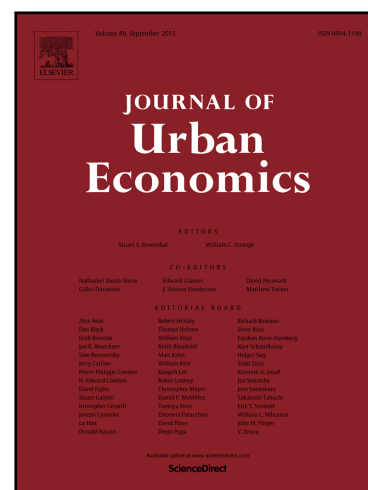 Volume 89, September 2015 ISSN 0094-1190
ELSEVIER
JOURNAL OF
Urban
Economics
EDITORS
Stuart S. Rosenthal William C. Strange
CO-EDITORS
Nathaniel Baum-Snow Edward Glaeser David Neumark
Gilles Duranton J. Vernon Henderson Matthew Turner
EDITORIAL BOARD
Alex Anas Robert Helsley Richard Romano
Dan Black Thomas Holmes Steve Ross
Leah Boustan William Hoyt Esteban Rossi-Hansberg
Jan K. Brueckner Keith Ihlanfeldt Kurt Schmidheiny
Sam Bucovetsky Matt Kahn Holger Sieg
Jerry Carlino William Kerr Todd Sinai
Pierre Philippe Combes Sanghoon Lee Kenneth A. Small
N. Edward Coulson Robin Lindsey Jon Sonstelie
David Figlio Christopher Mayer Jens Suedekum
Stuart Gabriel Daniel P. McMillen Takatoshi Tabuchi
Kristopher Gerardi Tomoya Mori Erik T. Verhoef
Joseph Gyourko Eleonora Patacchini William C. Wheaton
Lu Han David Pines John M. Yinger
Donald Haurin Diego Puga Y. Zenou
Available online at www.sciencedirect.com
ScienceDirect